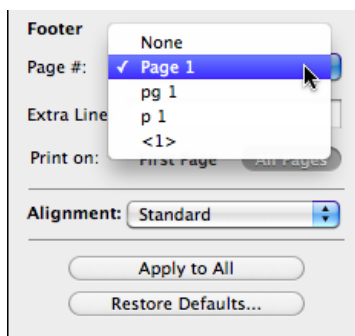 Footer
None
Page #: ✓ Page 1
pg 1
Extra Line
p 1
<1>
Print on: First Page All Pages
Alignment: Standard
Apply to All
Restore Defaults...